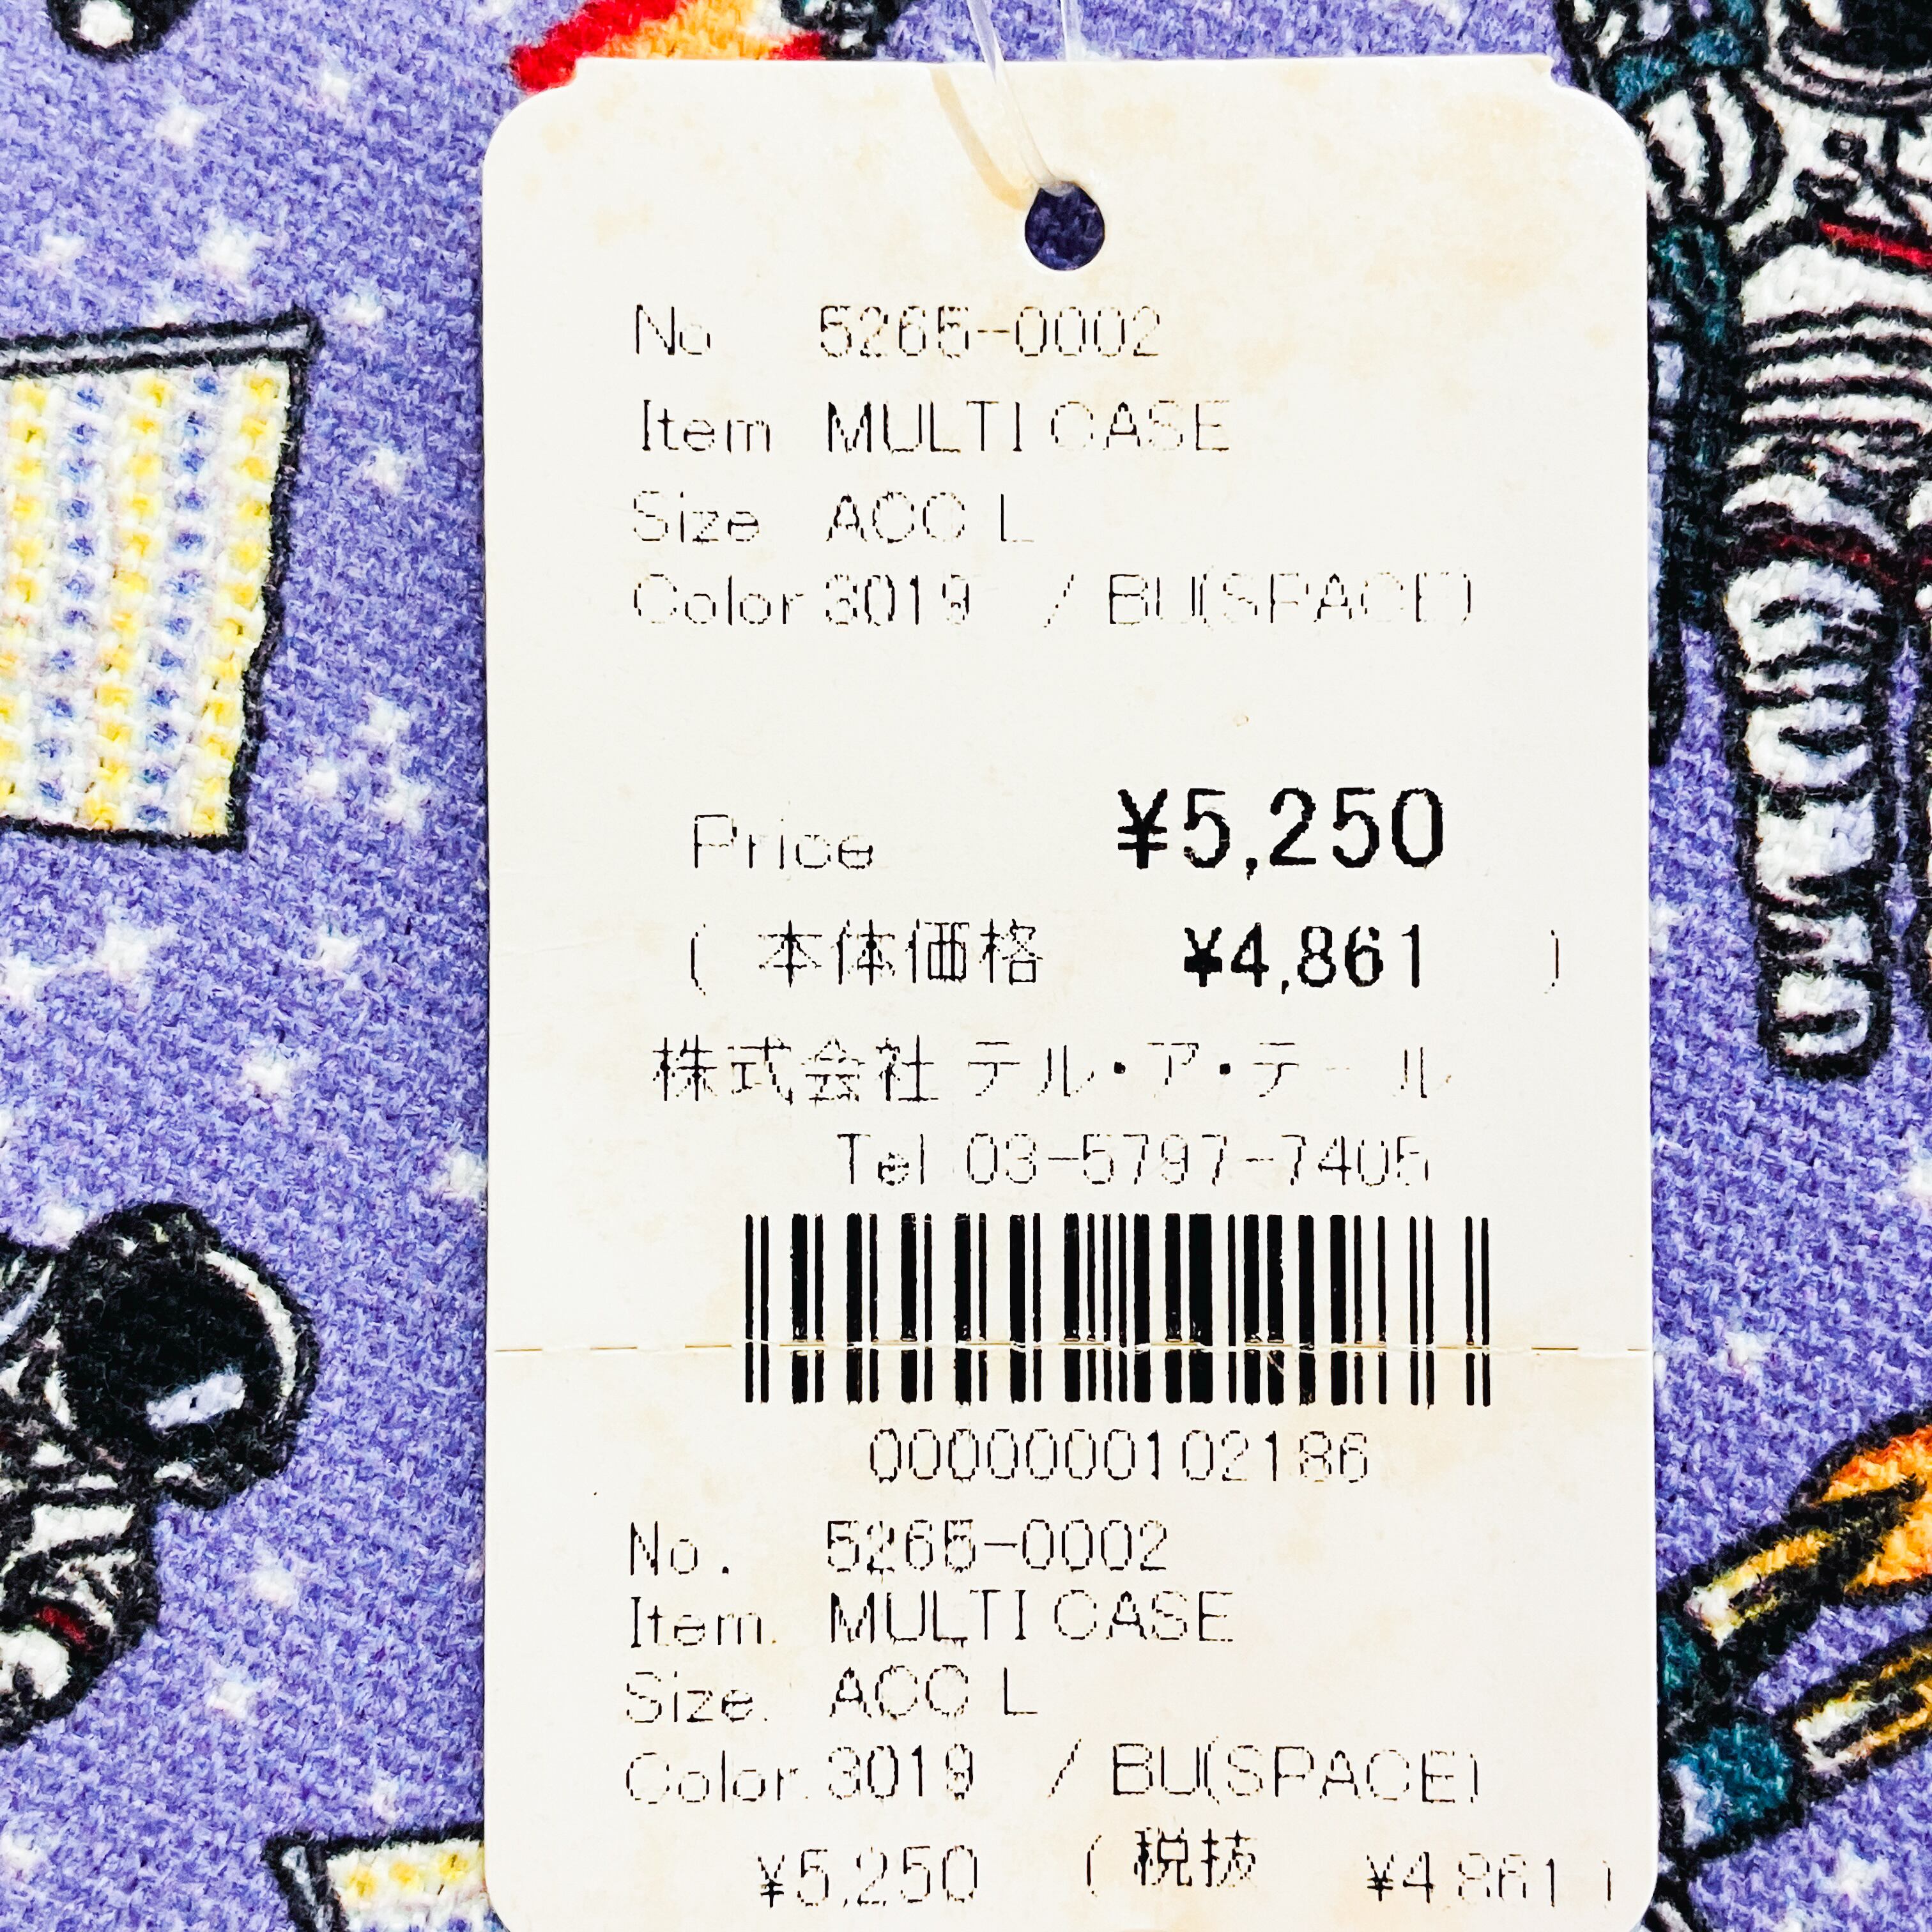 No 5265-0002
Item MULTI CASE
Size ACC L
Color 3019 / BU(SPACE)
Price ¥5,250
( 本体価格 ¥4,861 )
株式会社 テル・ア・テール
Tel 03-5797-7405
0000000102186
No. 5265-0002
Item. MULTI CASE
Size. ACC L
Color. 3019 / BU(SPACE)
¥5,250 ( 税抜 ¥4,861 )